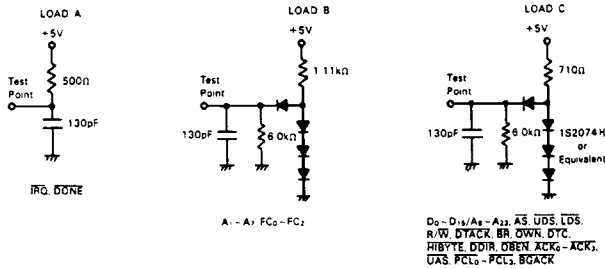 LOAD A
+5V
500Ω
Test
Point
130pF
IRQ, DONE
LOAD B
+5V
1·11kΩ
Test
Point
130pF
6 0kΩ
A₁–A₇ FC₀–FC₂
LOAD C
+5V
710Ω
Test
Point
130pF
6 0kΩ
1S2074H
or
Equivalent
D₀–D₁₅/A₈–A₂₃, AS, UDS, LDS,
R/W, DTACK, BR, OWN, DTC,
HIBYTE, DDIR, DBEN, ACK₀–ACK₃,
UAS, PCL₀–PCL₃, BGACK